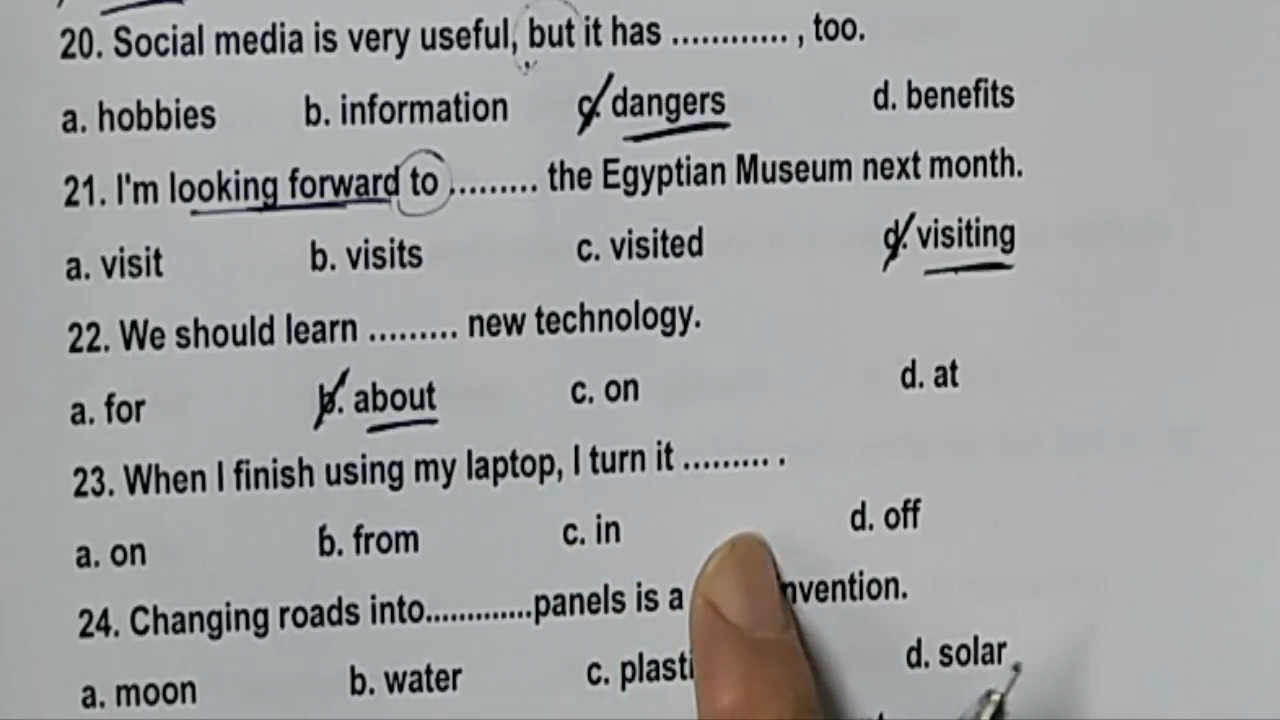 20. Social media is very useful, but it has ............ , too.
a. hobbies b. information c. dangers d. benefits
21. I'm looking forward to ......... the Egyptian Museum next month.
a. visit b. visits c. visited d. visiting
22. We should learn ......... new technology.
a. for b. about c. on d. at
23. When I finish using my laptop, I turn it ......... .
a. on b. from c. in d. off
24. Changing roads into.............panels is a nvention.
a. moon b. water c. plasti d. solar